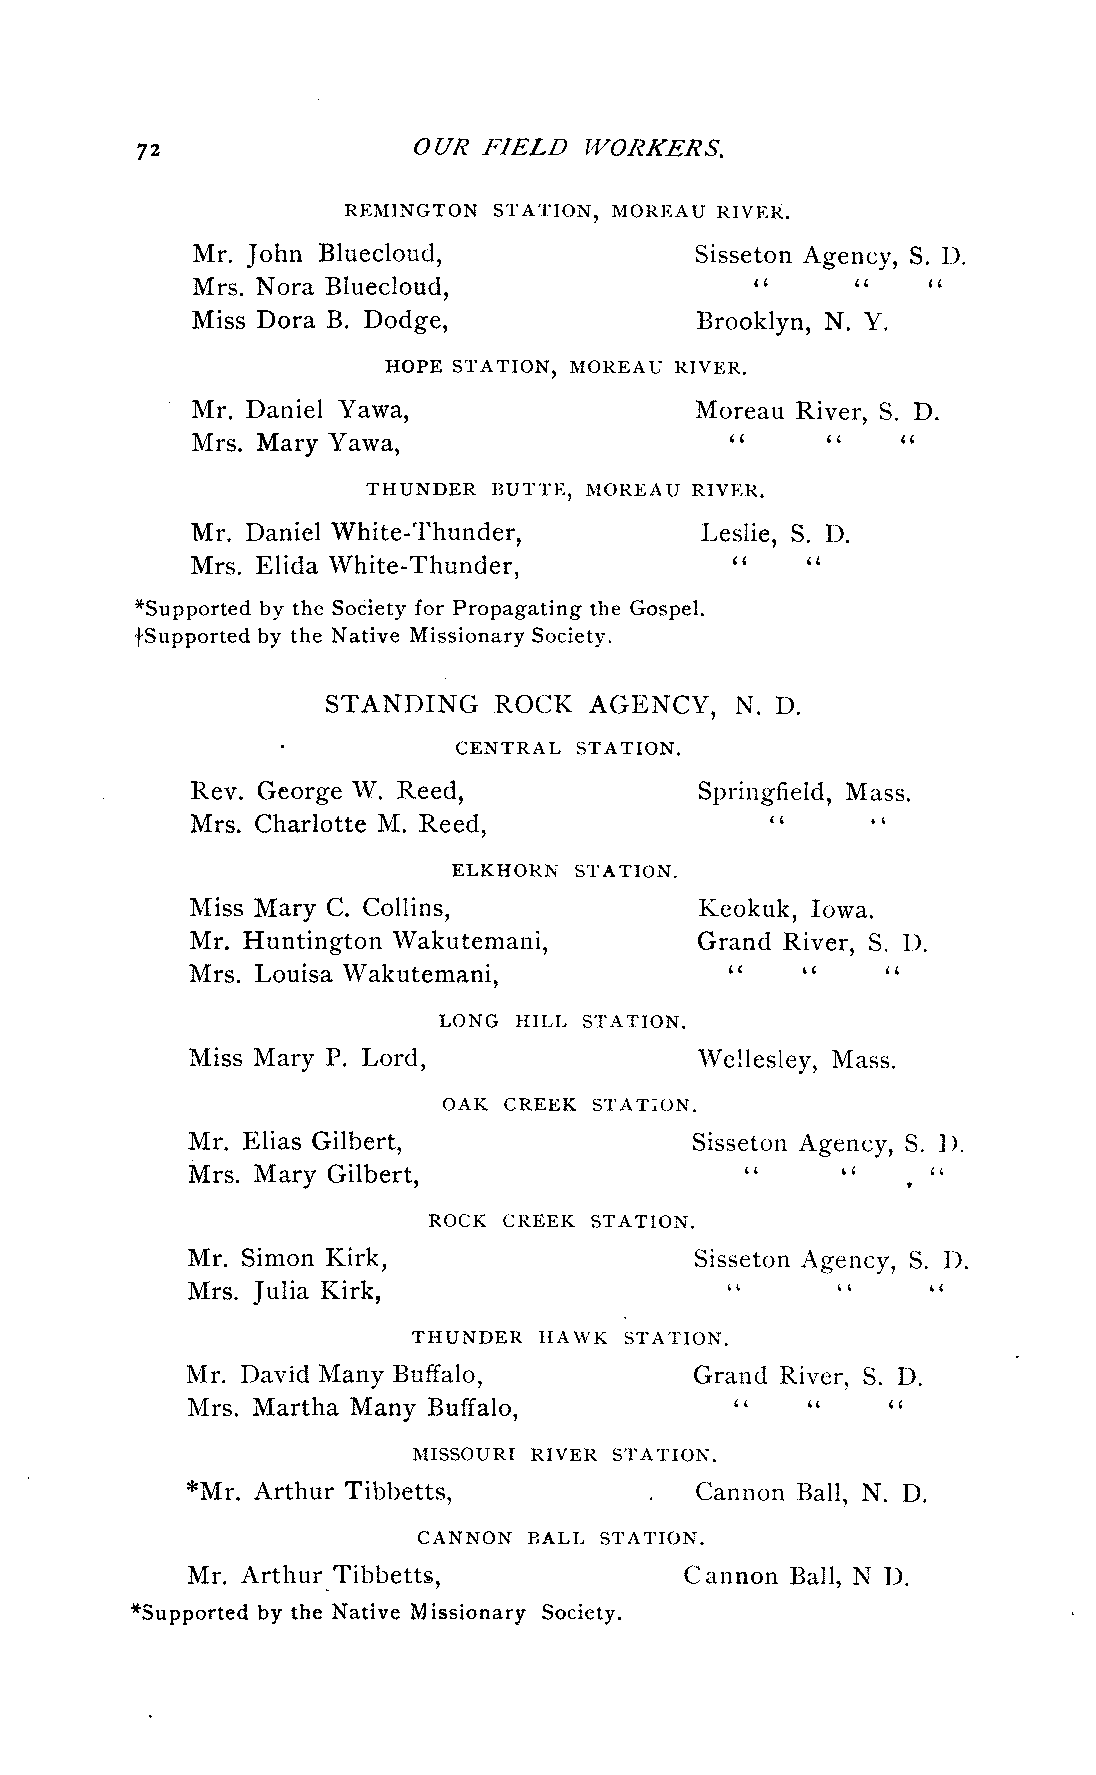 72 OUR FIELD WORKERS.
REMINGTON STATION, MOREAU RIVER.
Mr. John Bluecloud, Sisseton Agency, S. D.
Mrs. Nora Bluecloud, “ “ “
Miss Dora B. Dodge, Brooklyn, N. Y.
HOPE STATION, MOREAU RIVER.
Mr. Daniel Yawa, Moreau River, S. D.
Mrs. Mary Yawa, “ “ “
THUNDER BUTTE, MOREAU RIVER.
Mr. Daniel White-Thunder, Leslie, S. D.
Mrs. Elida White-Thunder, “ “
*Supported by the Society for Propagating the Gospel.
†Supported by the Native Missionary Society.
STANDING ROCK AGENCY, N. D.
CENTRAL STATION.
Rev. George W. Reed, Springfield, Mass.
Mrs. Charlotte M. Reed, “ “
ELKHORN STATION.
Miss Mary C. Collins, Keokuk, Iowa.
Mr. Huntington Wakutemani, Grand River, S. D.
Mrs. Louisa Wakutemani, “ “ “
LONG HILL STATION.
Miss Mary P. Lord, Wellesley, Mass.
OAK CREEK STATION.
Mr. Elias Gilbert, Sisseton Agency, S. D.
Mrs. Mary Gilbert, “ “ “
ROCK CREEK STATION.
Mr. Simon Kirk, Sisseton Agency, S. D.
Mrs. Julia Kirk, “ “ “
THUNDER HAWK STATION.
Mr. David Many Buffalo, Grand River, S. D.
Mrs. Martha Many Buffalo, “ “ “
MISSOURI RIVER STATION.
*Mr. Arthur Tibbetts, Cannon Ball, N. D.
CANNON BALL STATION.
Mr. Arthur Tibbetts, Cannon Ball, N D.
*Supported by the Native Missionary Society.